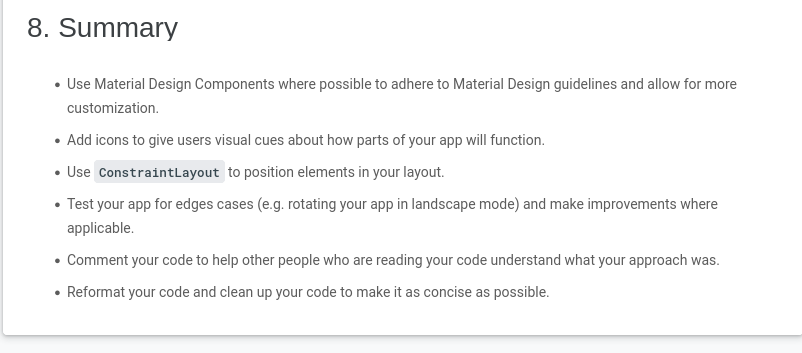 8. Summary
• Use Material Design Components where possible to adhere to Material Design guidelines and allow for more
customization.
• Add icons to give users visual cues about how parts of your app will function.
• Use ConstraintLayout to position elements in your layout.
• Test your app for edges cases (e.g. rotating your app in landscape mode) and make improvements where
applicable.
• Comment your code to help other people who are reading your code understand what your approach was.
• Reformat your code and clean up your code to make it as concise as possible.